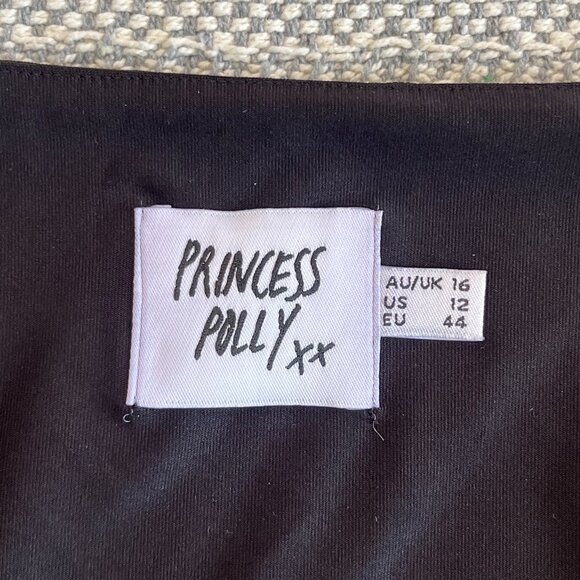 PRINCESS
POLLY xx
AU/UK 16
US 12
EU 44